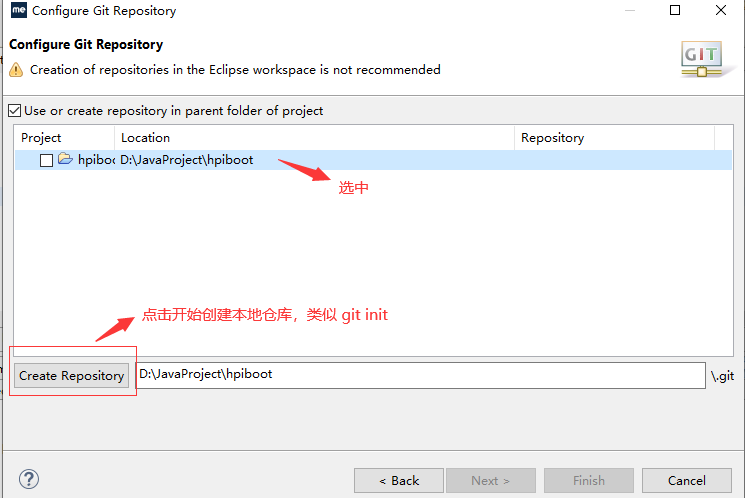 me Configure Git Repository
Configure Git Repository
Creation of repositories in the Eclipse workspace is not recommended
GIT
Use or create repository in parent folder of project
Project Location Repository
hpiboo D:\JavaProject\hpiboot
选中
点击开始创建本地仓库，类似 git init
Create Repository D:\JavaProject\hpiboot \.git
? < Back Next > Finish Cancel